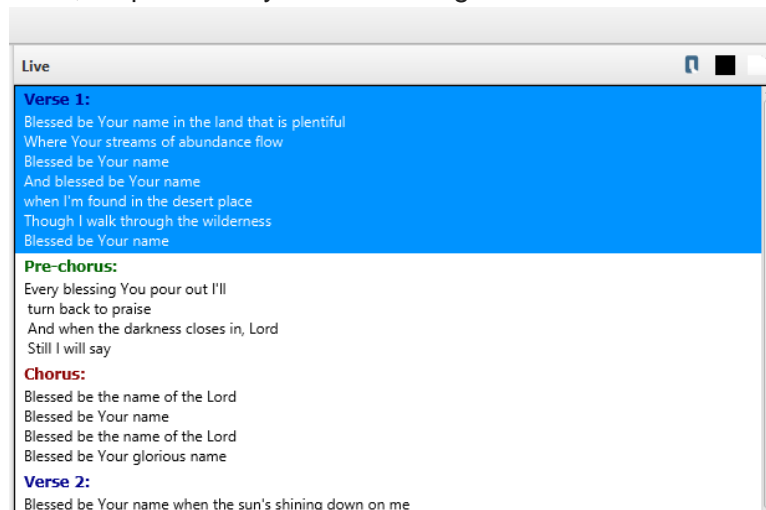 Live
Verse 1:
Blessed be Your name in the land that is plentiful
Where Your streams of abundance flow
Blessed be Your name
And blessed be Your name
when I'm found in the desert place
Though I walk through the wilderness
Blessed be Your name
Pre-chorus:
Every blessing You pour out I'll
turn back to praise
And when the darkness closes in, Lord
Still I will say
Chorus:
Blessed be the name of the Lord
Blessed be Your name
Blessed be the name of the Lord
Blessed be Your glorious name
Verse 2:
Blessed be Your name when the sun's shining down on me